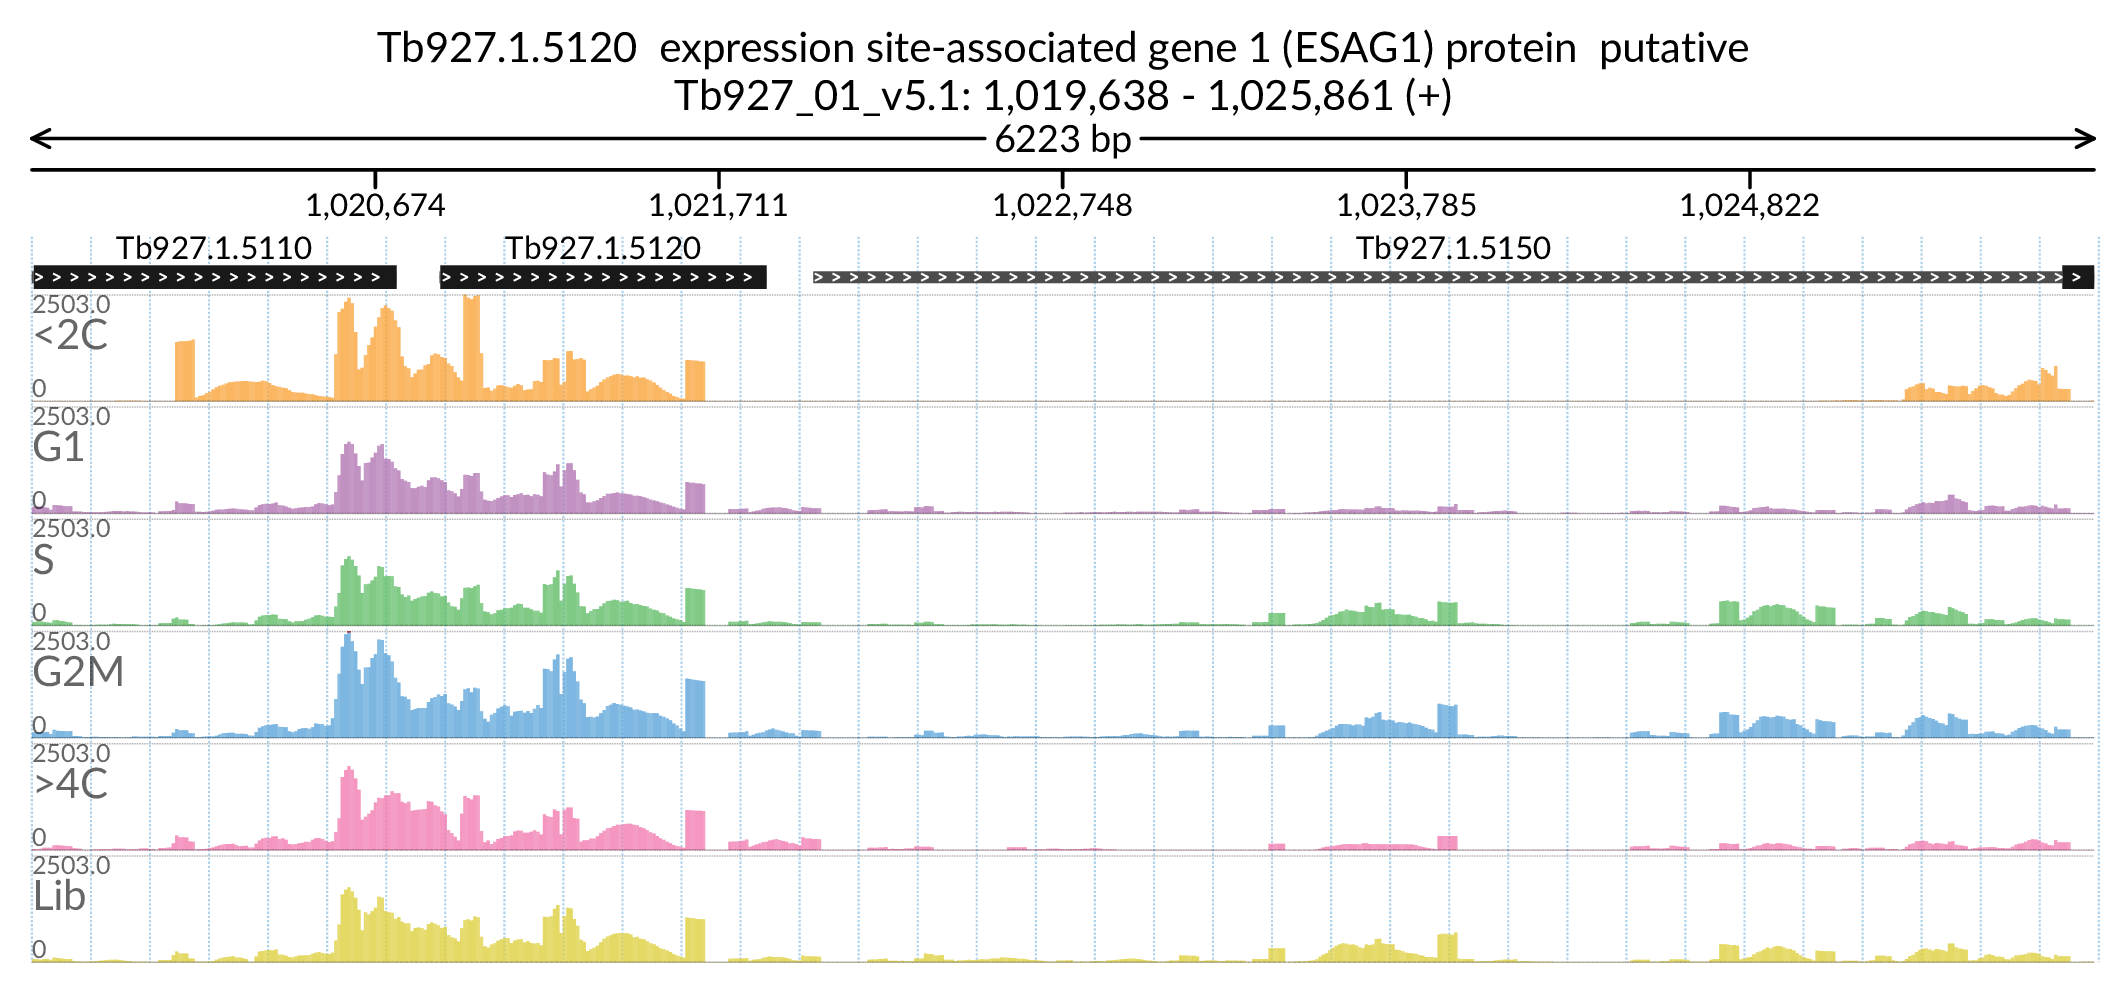 Tb927.1.5120  expression site-associated gene 1 (ESAG1) protein  putative
Tb927_01_v5.1: 1,019,638 - 1,025,861 (+)
6223 bp
1,020,674 1,021,711 1,022,748 1,023,785 1,024,822
Tb927.1.5110 Tb927.1.5120 Tb927.1.5150
2503.0
<2C
0
2503.0
G1
0
2503.0
S
0
2503.0
G2M
0
2503.0
>4C
0
2503.0
Lib
0